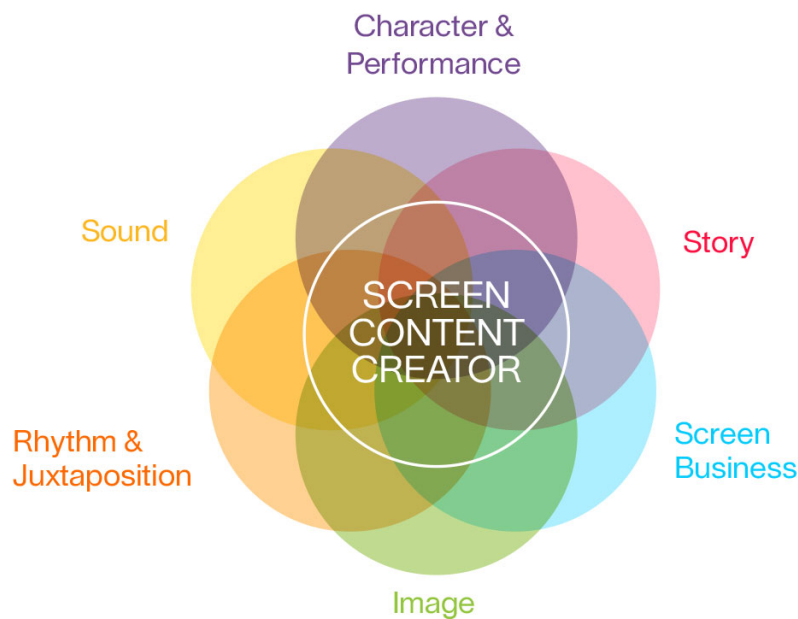 Character &
Performance
Sound
Story
SCREEN
CONTENT
CREATOR
Rhythm &
Juxtaposition
Screen
Business
Image